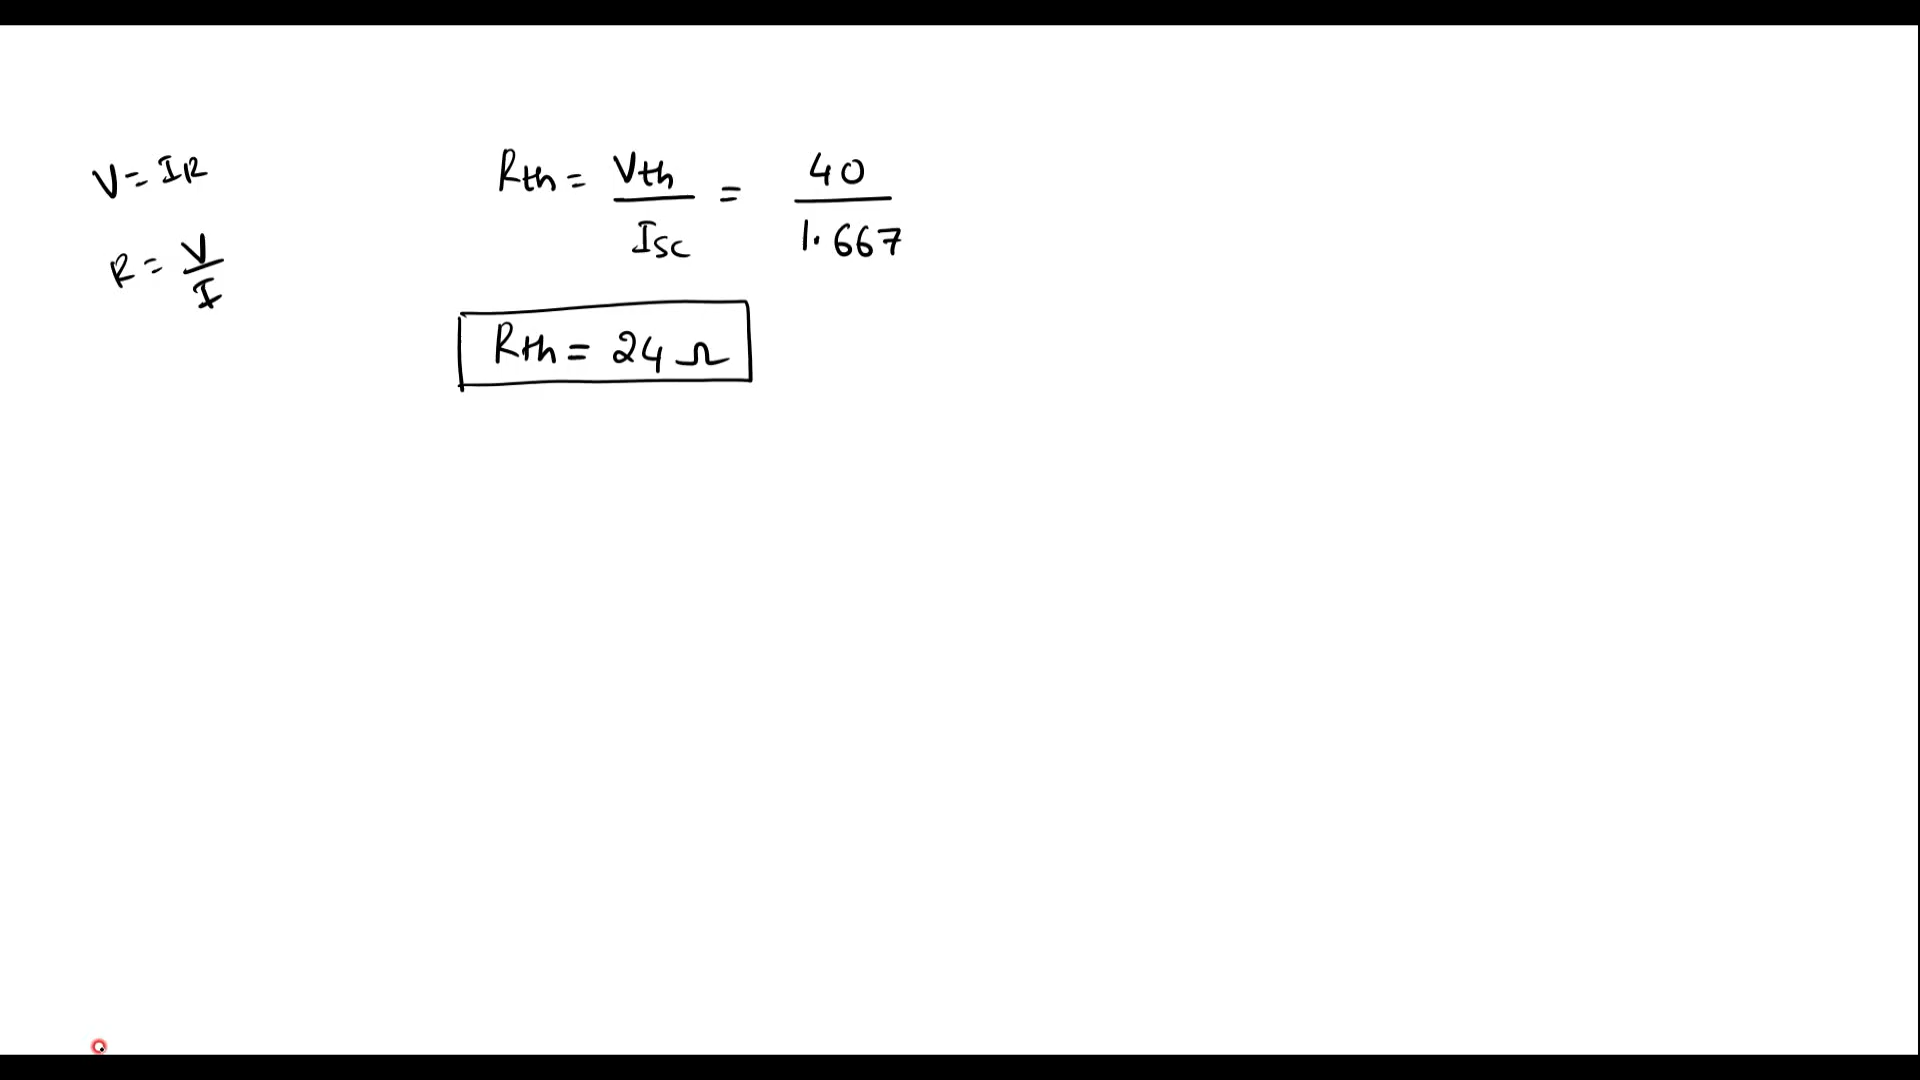 V = IR
R = V/I
Rth = Vth/Isc = 40/1.667
Rth = 24 Ω